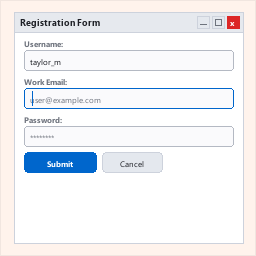 Registration Form
Username:
taylor_m
Work Email:
user@example.com
Password:
********
Submit
Cancel